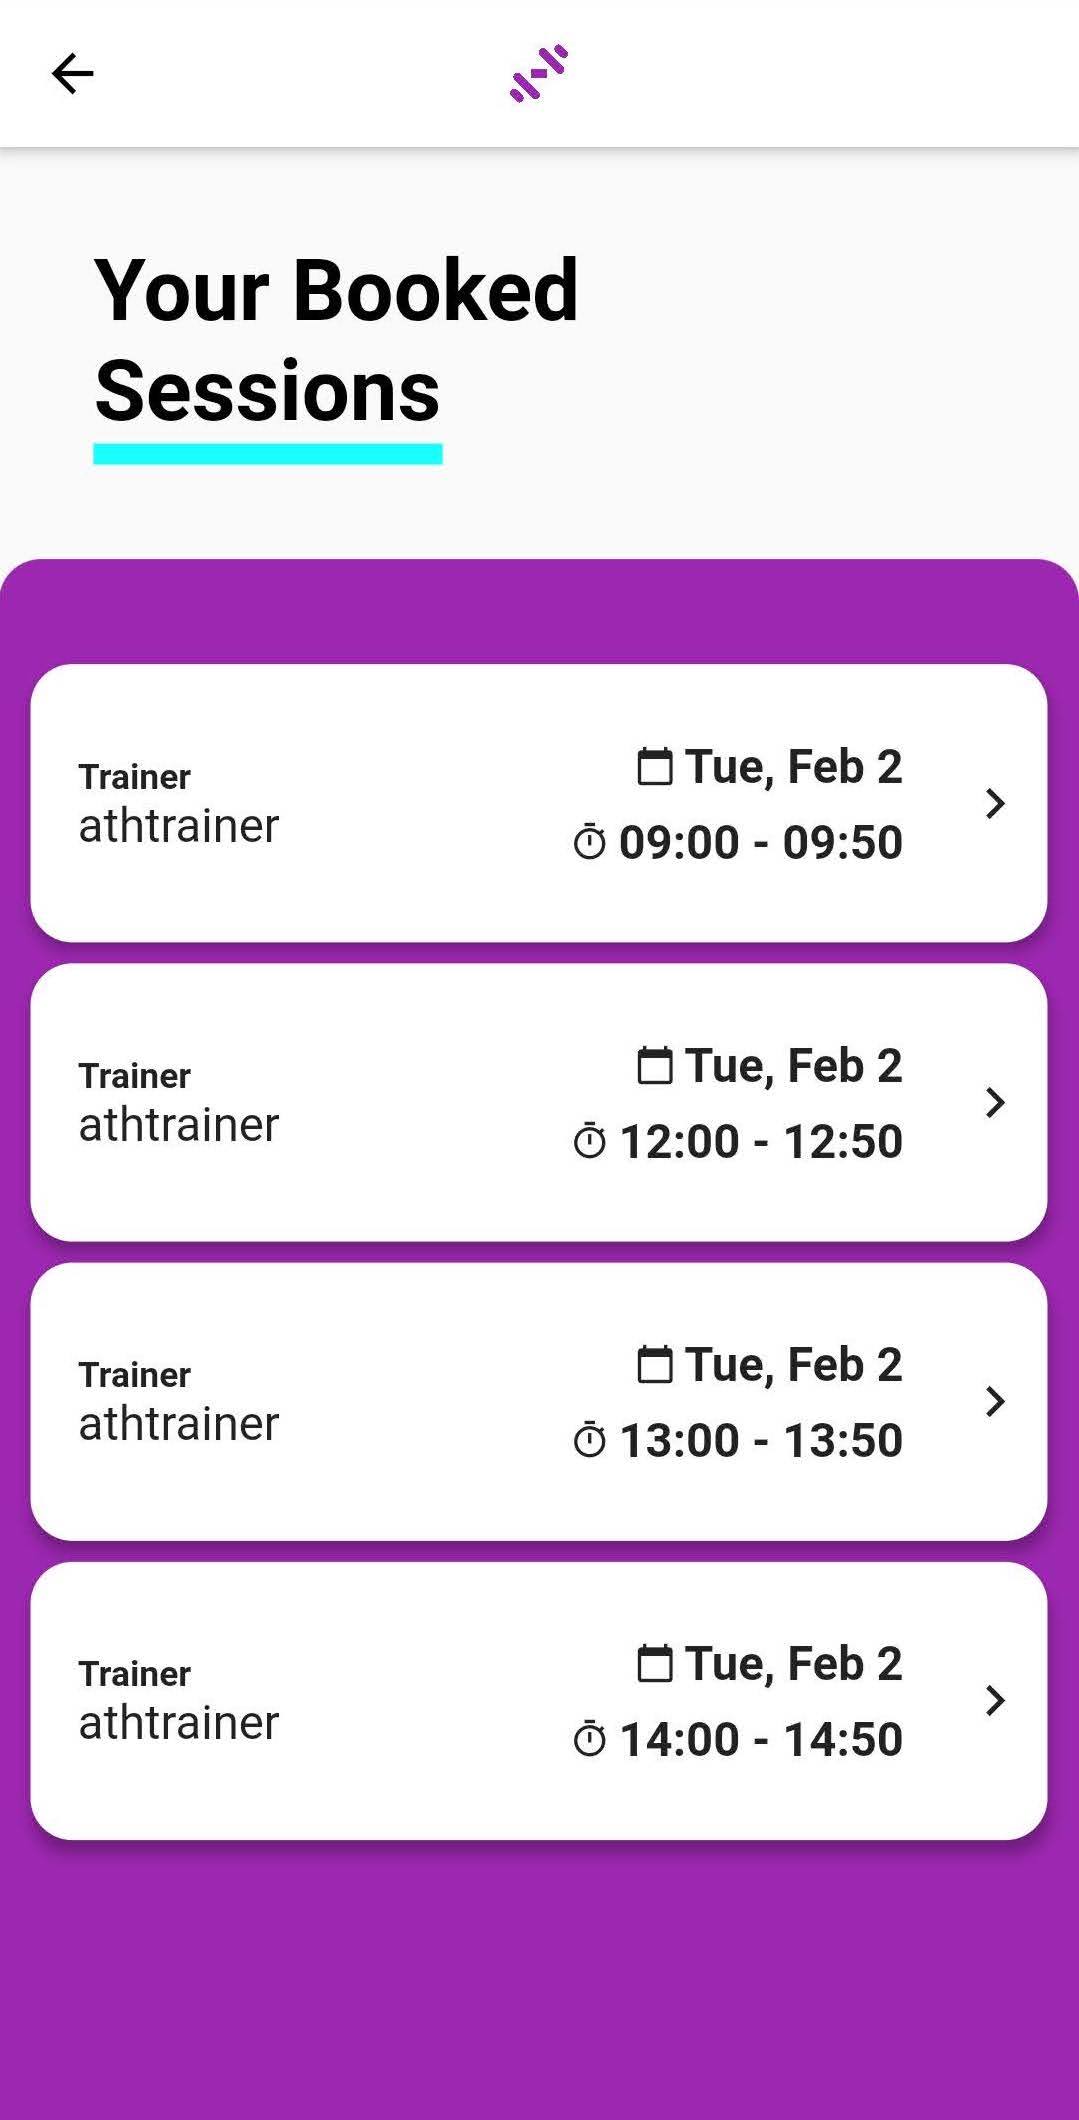 Your Booked
Sessions
Trainer
athtrainer
Tue, Feb 2
09:00 - 09:50
Trainer
athtrainer
Tue, Feb 2
12:00 - 12:50
Trainer
athtrainer
Tue, Feb 2
13:00 - 13:50
Trainer
athtrainer
Tue, Feb 2
14:00 - 14:50